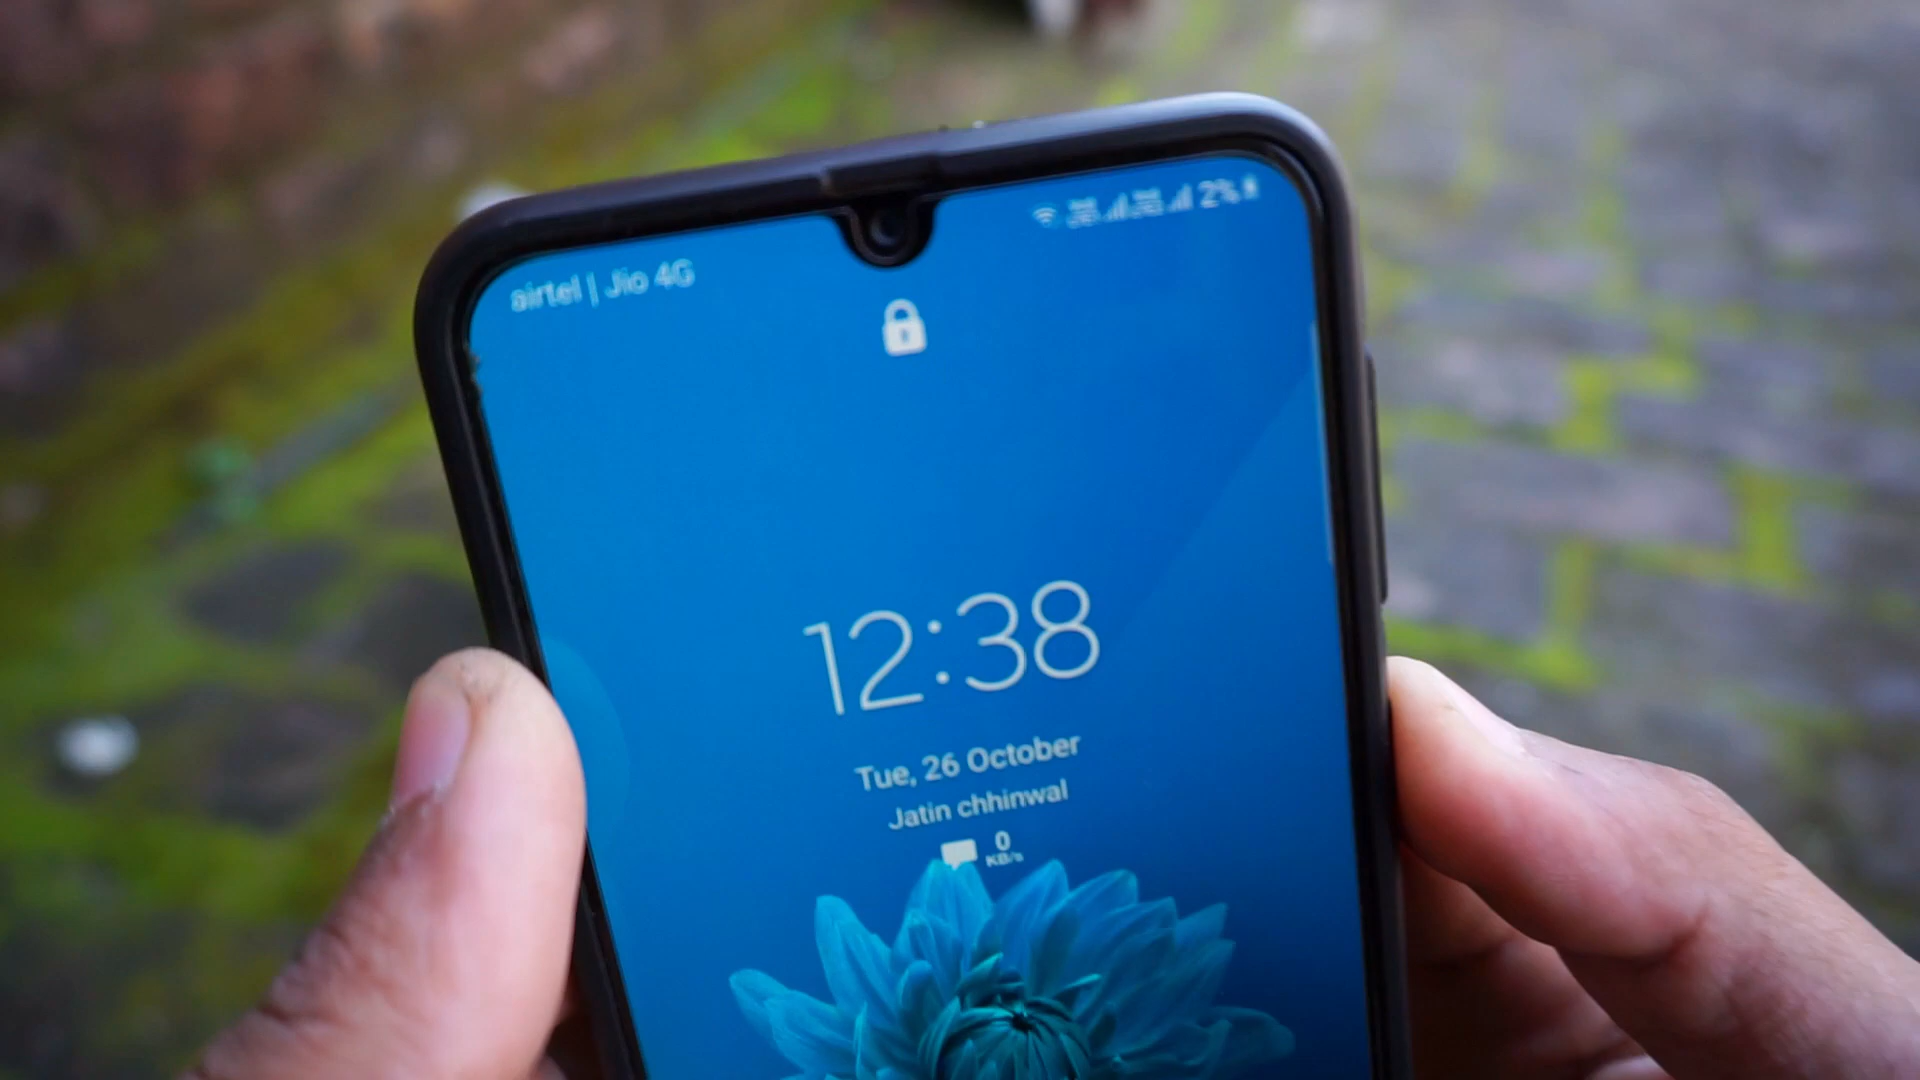 airtel | Jio 4G
2%
12:38
Tue, 26 October
Jatin chhinwal
0
KB/s